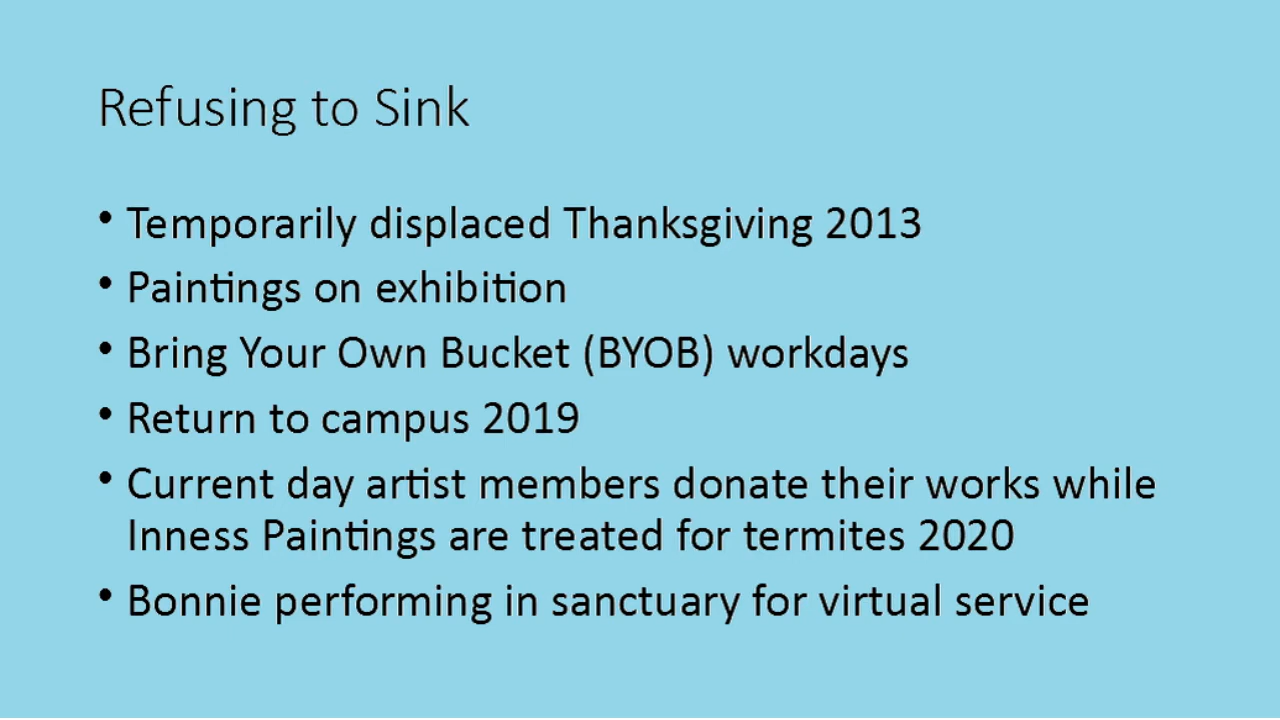 Refusing to Sink
• Temporarily displaced Thanksgiving 2013
• Paintings on exhibition
• Bring Your Own Bucket (BYOB) workdays
• Return to campus 2019
• Current day artist members donate their works while
Inness Paintings are treated for termites 2020
• Bonnie performing in sanctuary for virtual service